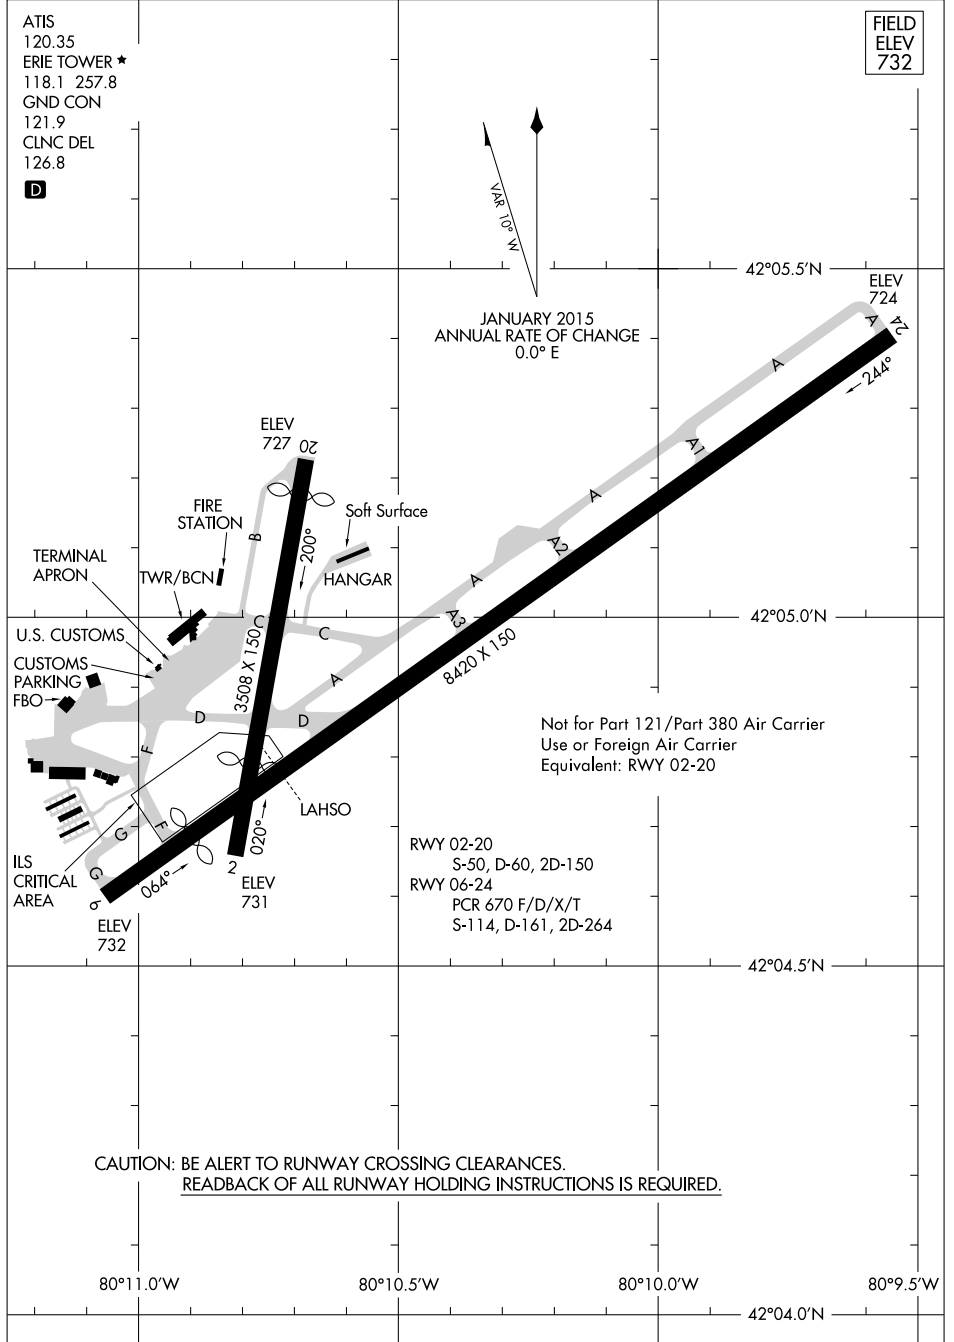 ATIS
120.35
ERIE TOWER ★
118.1 257.8
GND CON
121.9
CLNC DEL
126.8
D
FIELD
ELEV
732
VAR 10° W
JANUARY 2015
ANNUAL RATE OF CHANGE
0.0° E
42°05.5'N
ELEV
724
24
A
244°
A
A1
A
A2
A
A3
8420 X 150
ELEV
727
20
200°
B
Soft Surface
HANGAR
FIRE
STATION
TERMINAL
APRON
TWR/BCN
U.S. CUSTOMS
CUSTOMS
PARKING
FBO
C
C
42°05.0'N
3508 X 150
A
D
D
F
F
G
G
LAHSO
020°
2
ELEV
731
064°
6
ELEV
732
ILS
CRITICAL
AREA
Not for Part 121/Part 380 Air Carrier
Use or Foreign Air Carrier
Equivalent: RWY 02-20
RWY 02-20
S-50, D-60, 2D-150
RWY 06-24
PCR 670 F/D/X/T
S-114, D-161, 2D-264
42°04.5'N
CAUTION: BE ALERT TO RUNWAY CROSSING CLEARANCES.
READBACK OF ALL RUNWAY HOLDING INSTRUCTIONS IS REQUIRED.
80°11.0'W
80°10.5'W
80°10.0'W
80°9.5'W
42°04.0'N